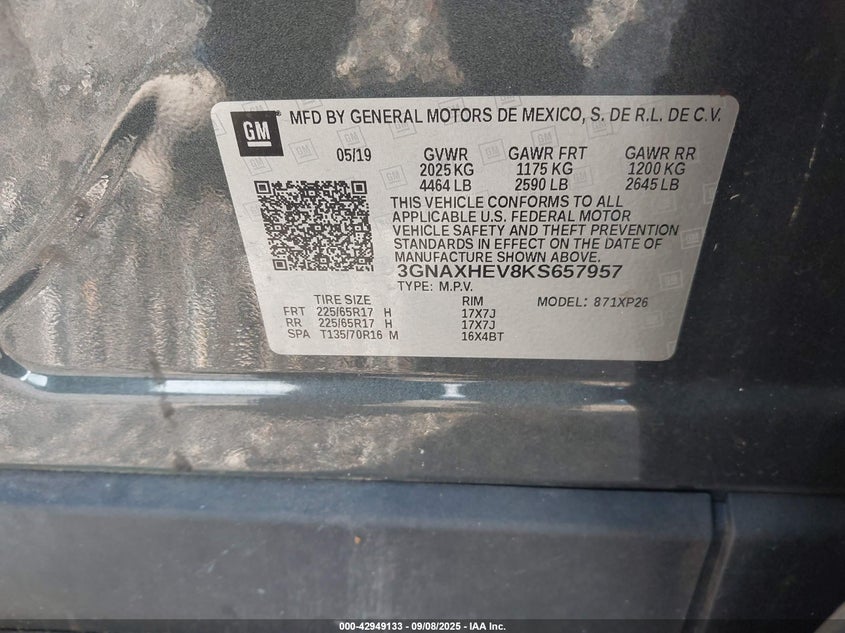 GM
MFD BY GENERAL MOTORS DE MEXICO, S. DE R.L. DE C.V.
05/19 GVWR GAWR FRT GAWR RR
2025 KG 1175 KG 1200 KG
4464 LB 2590 LB 2645 LB
THIS VEHICLE CONFORMS TO ALL
APPLICABLE U.S. FEDERAL MOTOR
VEHICLE SAFETY AND THEFT PREVENTION
STANDARDS IN EFFECT ON THE DATE OF
MANUFACTURE SHOWN ABOVE.
3GNAXHEV8KS657957
TYPE: M.P.V.
TIRE SIZE RIM MODEL: 871XP26
FRT 225/65R17 H 17X7J
RR 225/65R17 H 17X7J
SPA T135/70R16 M 16X4BT
000-42949133 - 09/08/2025 - IAA Inc.